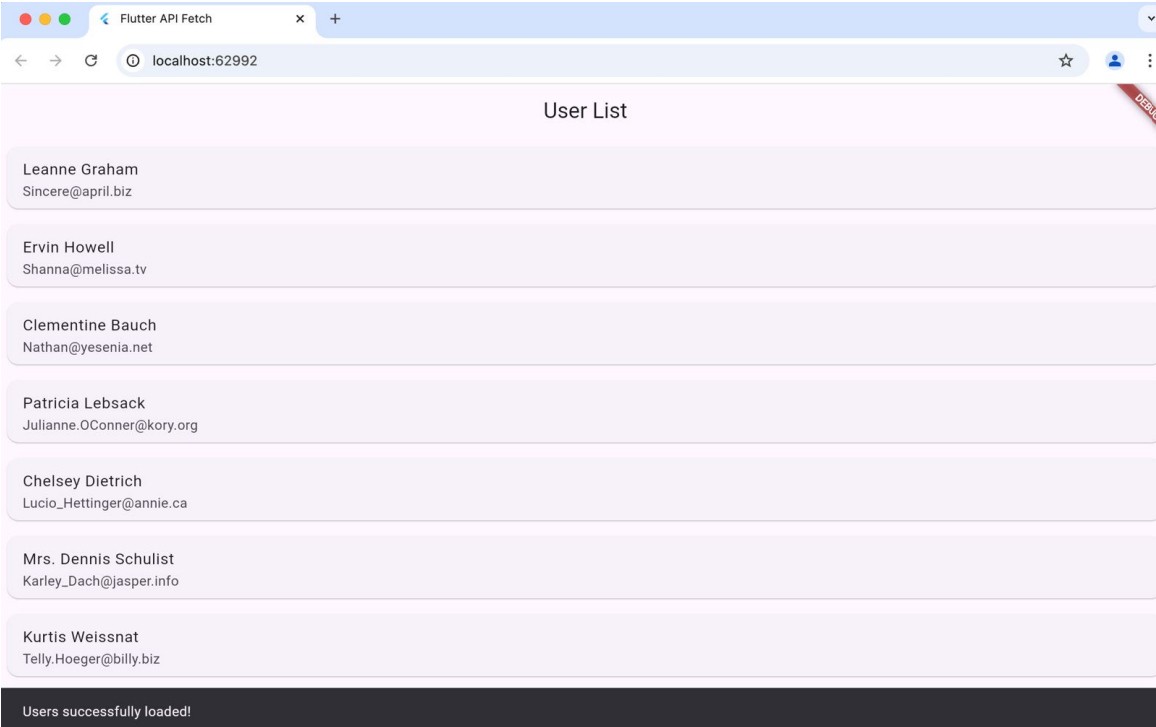 Flutter API Fetch
localhost:62992
User List
Leanne Graham
Sincere@april.biz
Ervin Howell
Shanna@melissa.tv
Clementine Bauch
Nathan@yesenia.net
Patricia Lebsack
Julianne.OConner@kory.org
Chelsey Dietrich
Lucio_Hettinger@annie.ca
Mrs. Dennis Schulist
Karley_Dach@jasper.info
Kurtis Weissnat
Telly.Hoeger@billy.biz
Users successfully loaded!